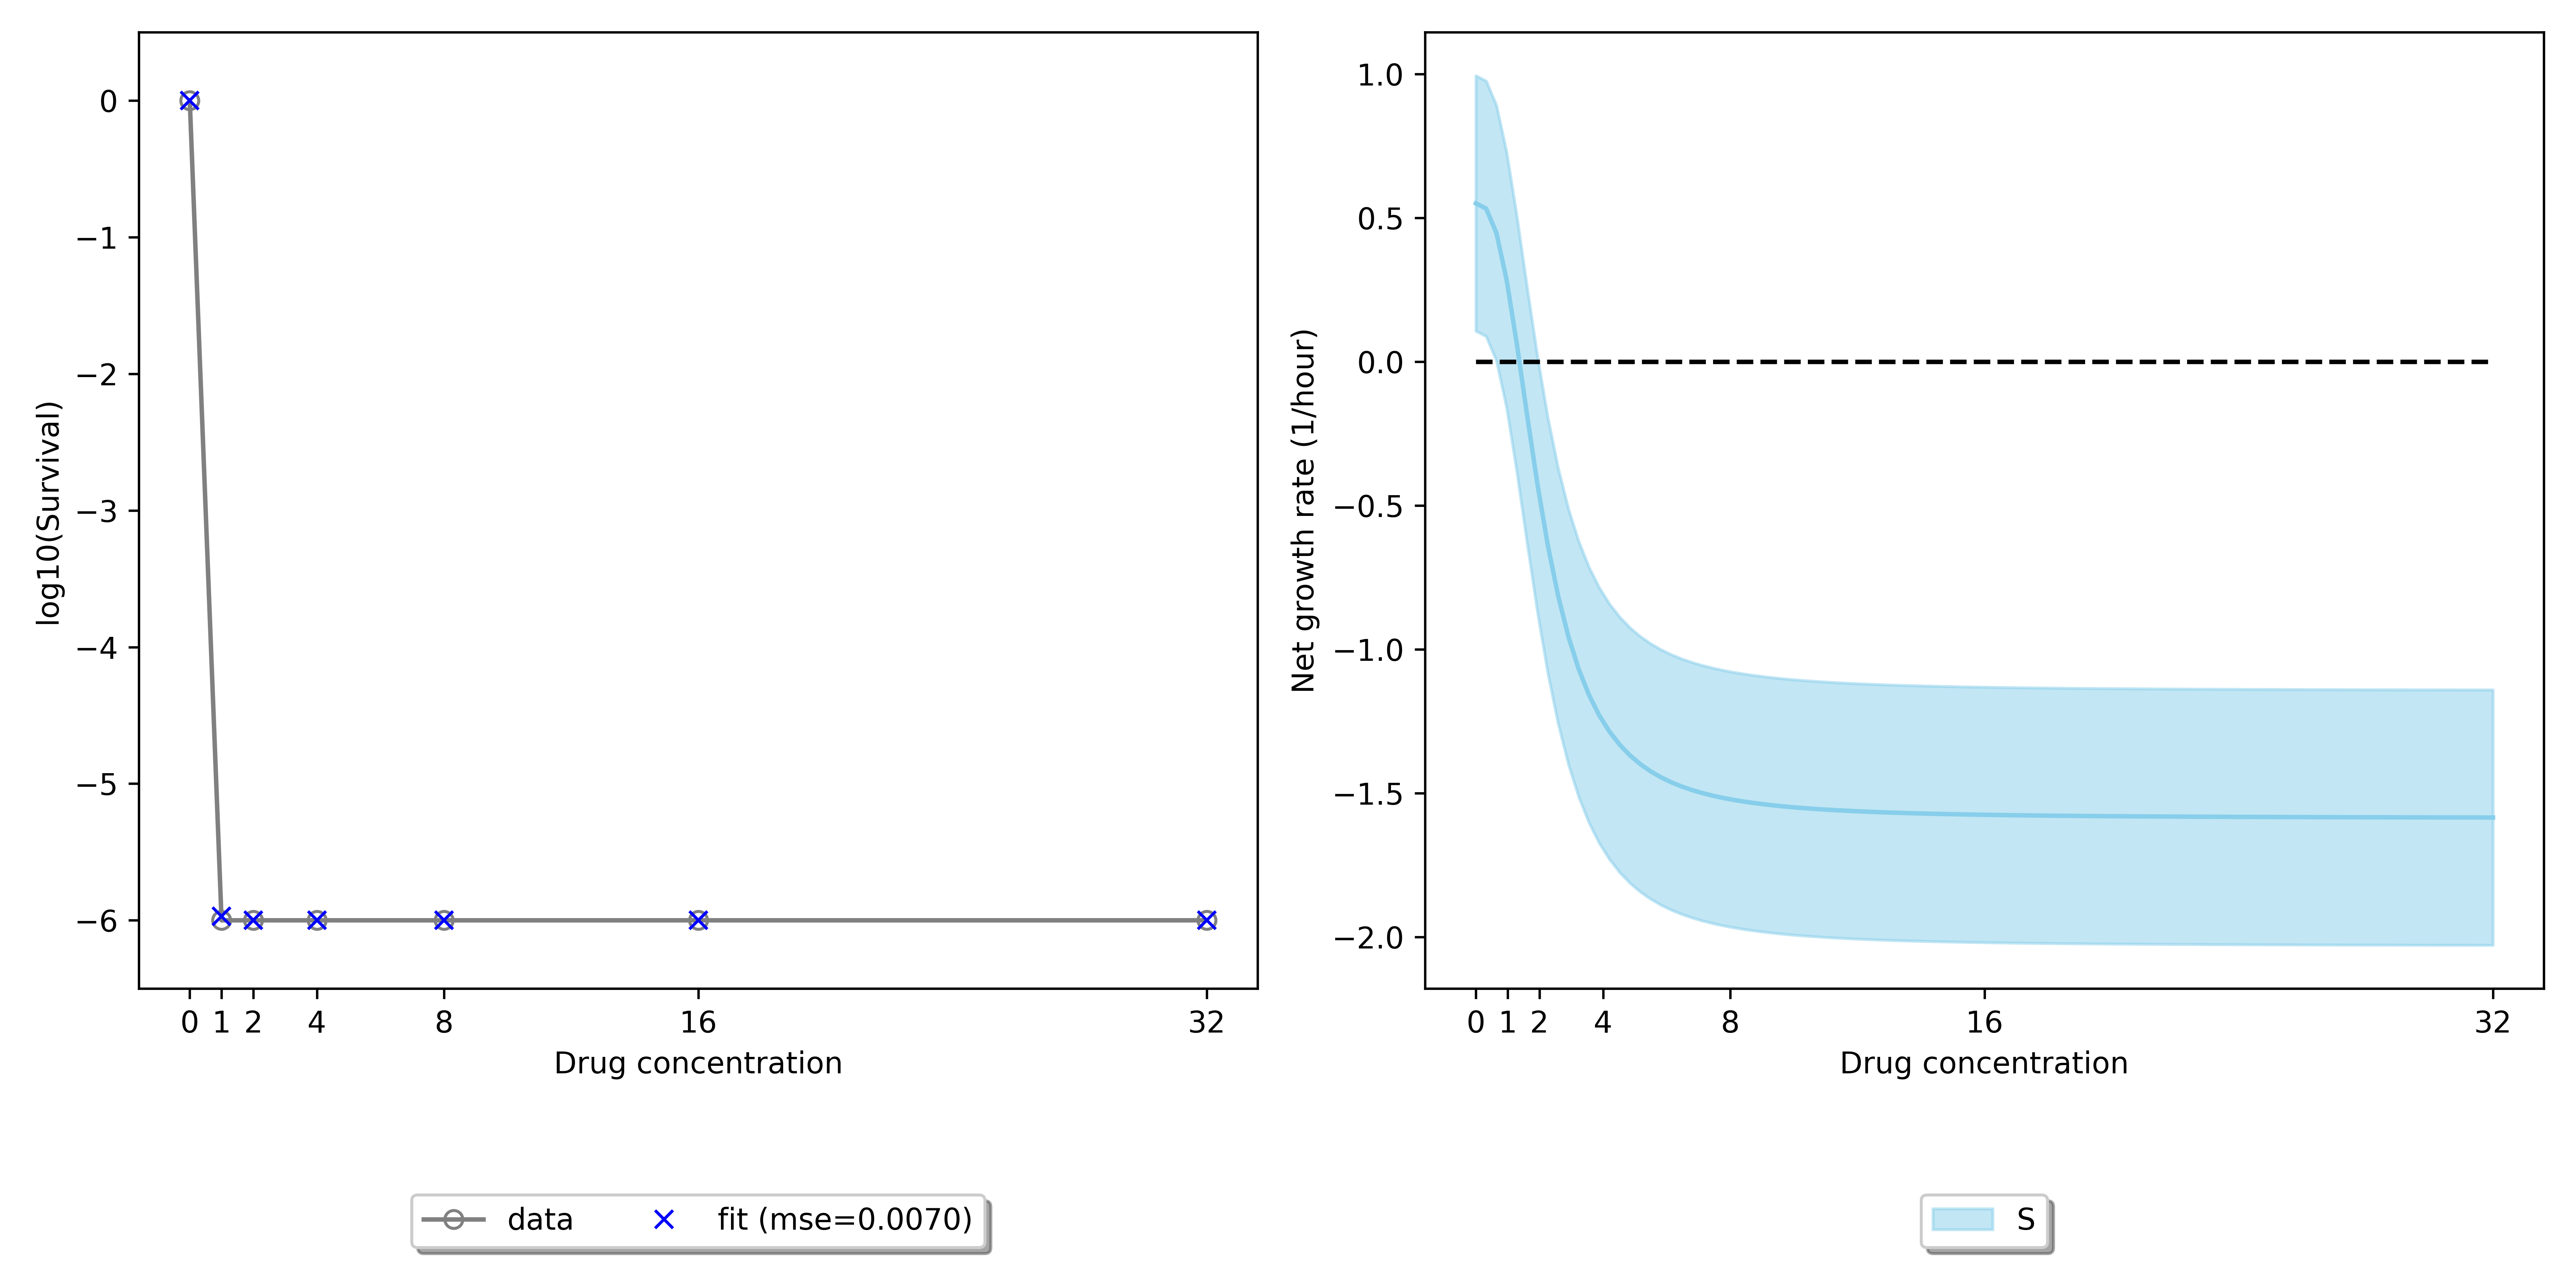 log10(Survival)
0
−1
−2
−3
−4
−5
−6
0 1 2 4 8 16 32
Drug concentration
data fit (mse=0.0070)
Net growth rate (1/hour)
1.0
0.5
0.0
−0.5
−1.0
−1.5
−2.0
0 1 2 4 8 16 32
Drug concentration
S